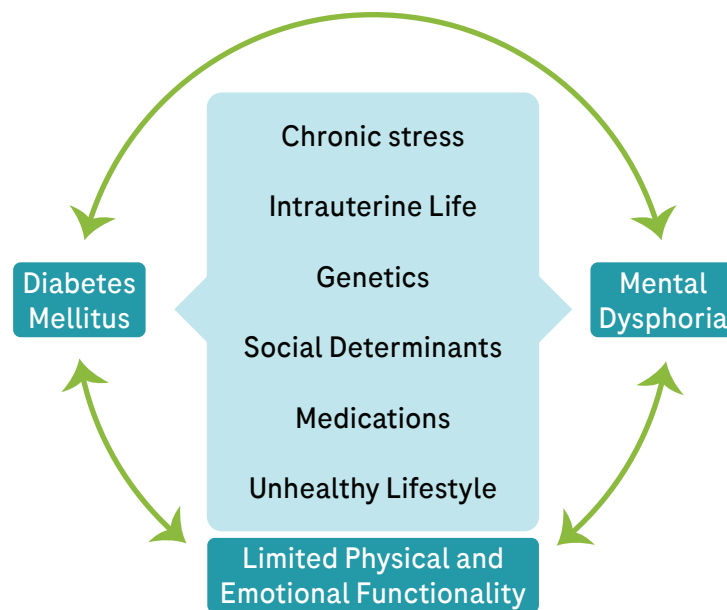 Chronic stress
Intrauterine Life
Genetics
Social Determinants
Medications
Unhealthy Lifestyle
Diabetes
Mellitus
Mental
Dysphoria
Limited Physical and
Emotional Functionality